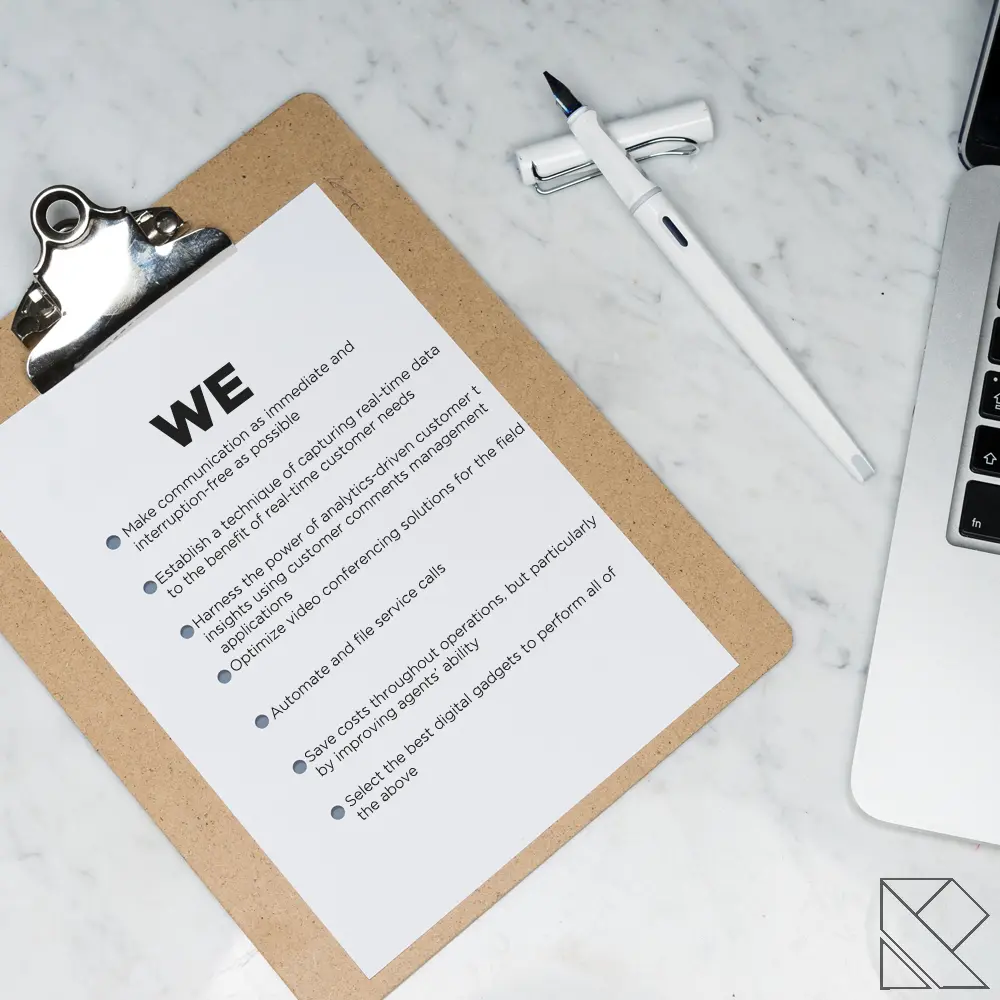 WE
Make communication as immediate and
interruption-free as possible
Establish a technique of capturing real-time data
to the benefit of real-time customer needs
Harness the power of analytics-driven customer t
insights using customer comments management
applications
Optimize video conferencing solutions for the field
Automate and file service calls
Save costs throughout operations, but particularly
by improving agents' ability
Select the best digital gadgets to perform all of
the above
fn